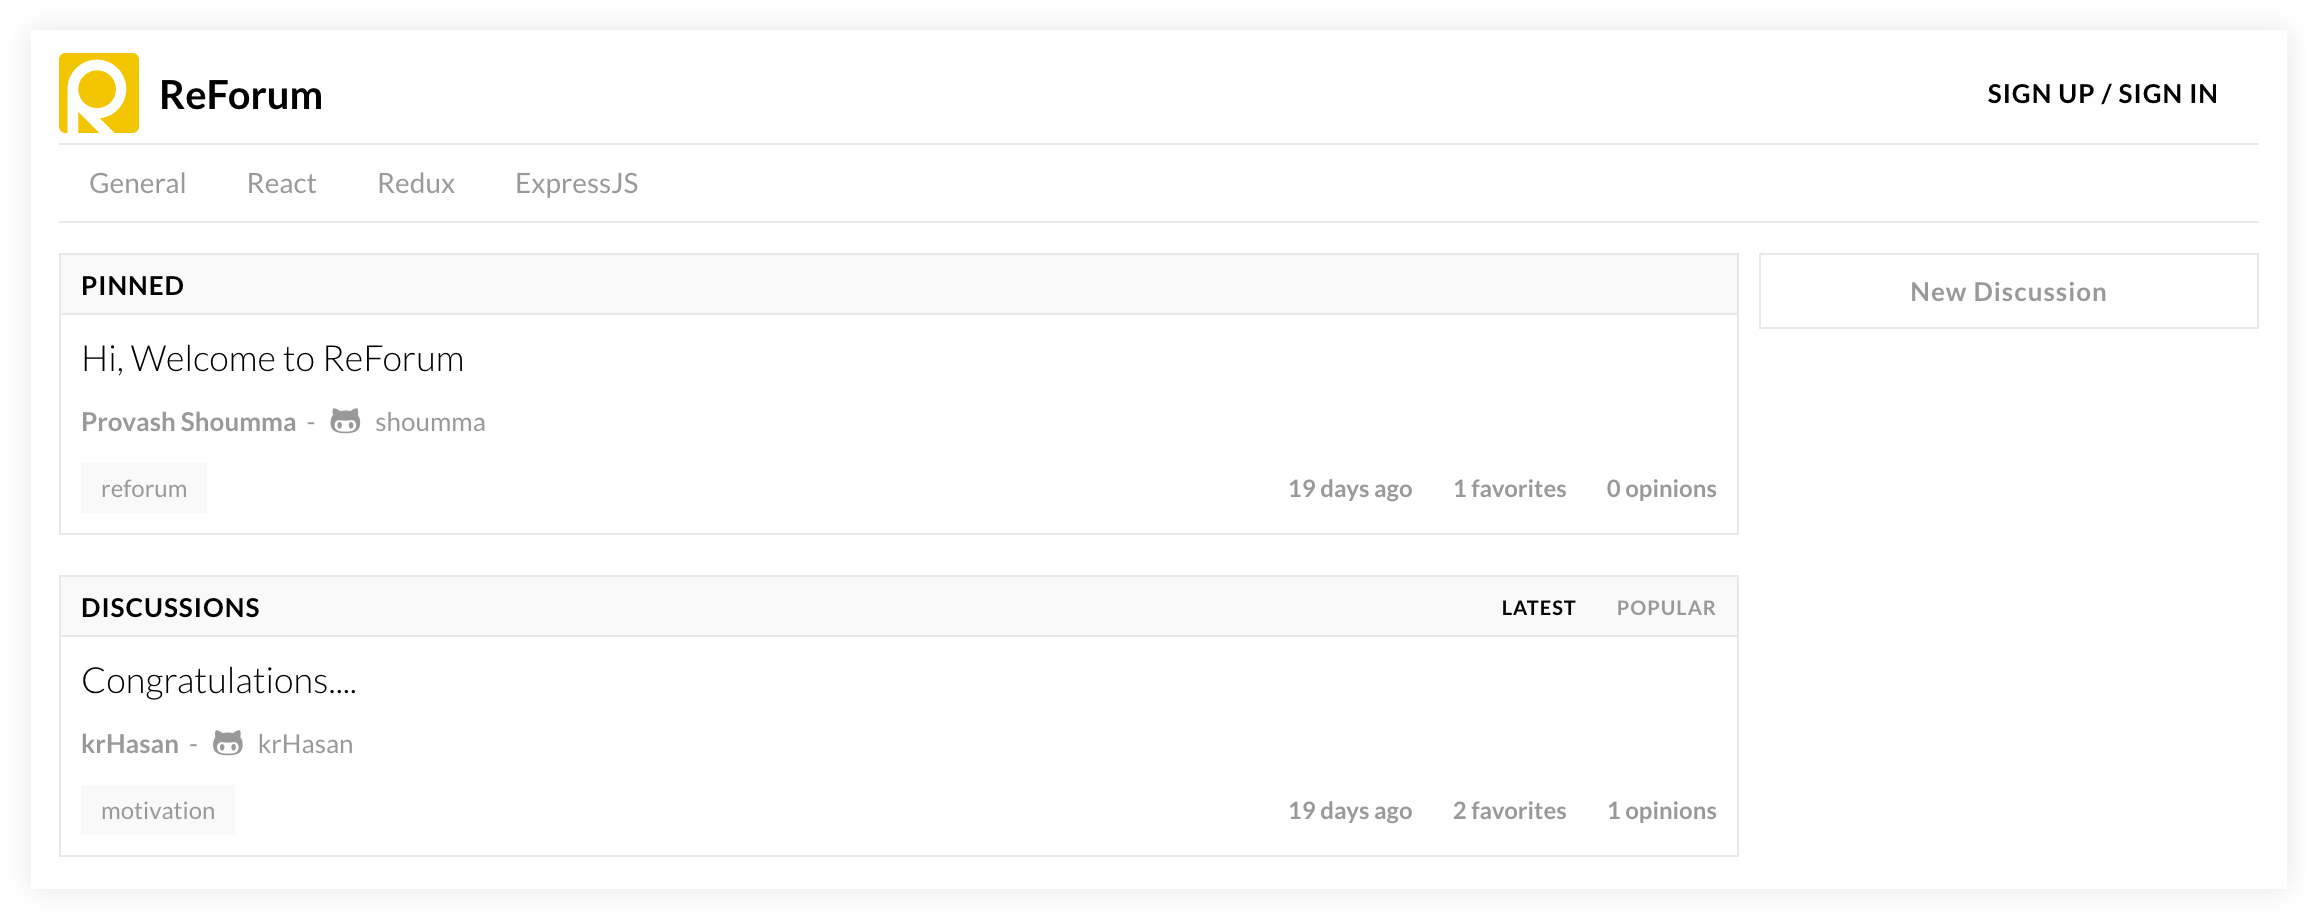 ReForum
SIGN UP / SIGN IN
General React Redux ExpressJS
PINNED
New Discussion
Hi, Welcome to ReForum
Provash Shoumma - shoumma
reforum 19 days ago 1 favorites 0 opinions
DISCUSSIONS LATEST POPULAR
Congratulations....
krHasan - krHasan
motivation 19 days ago 2 favorites 1 opinions